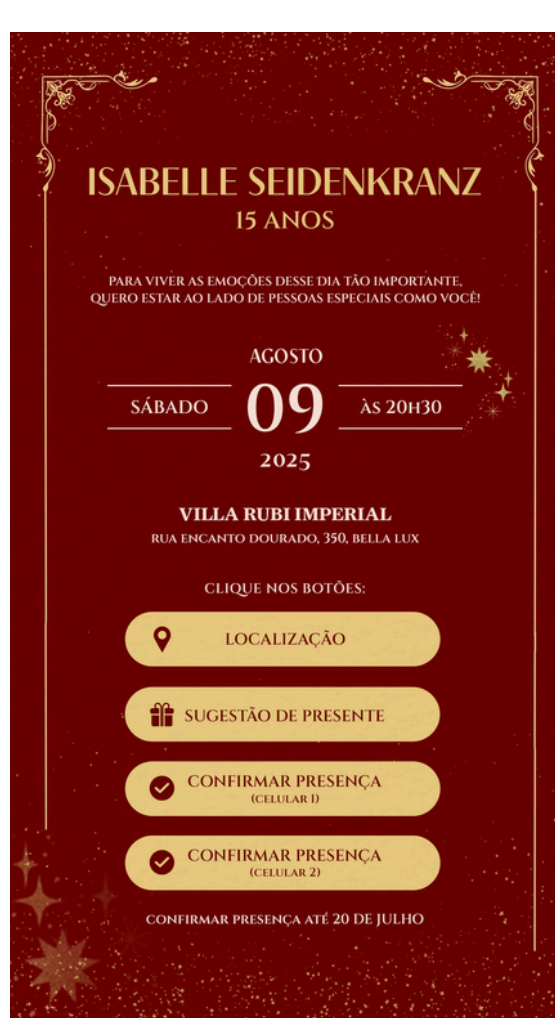 ISABELLE SEIDENKRANZ
15 ANOS
PARA VIVER AS EMOÇÕES DESSE DIA TÃO IMPORTANTE,
QUERO ESTAR AO LADO DE PESSOAS ESPECIAIS COMO VOCÊ!
AGOSTO
SÁBADO 09 ÀS 20H30
2025
VILLA RUBI IMPERIAL
RUA ENCANTO DOURADO, 350, BELLA LUX
CLIQUE NOS BOTÕES:
LOCALIZAÇÃO
SUGESTÃO DE PRESENTE
CONFIRMAR PRESENÇA
(CELULAR 1)
CONFIRMAR PRESENÇA
(CELULAR 2)
CONFIRMAR PRESENÇA ATÉ 20 DE JULHO